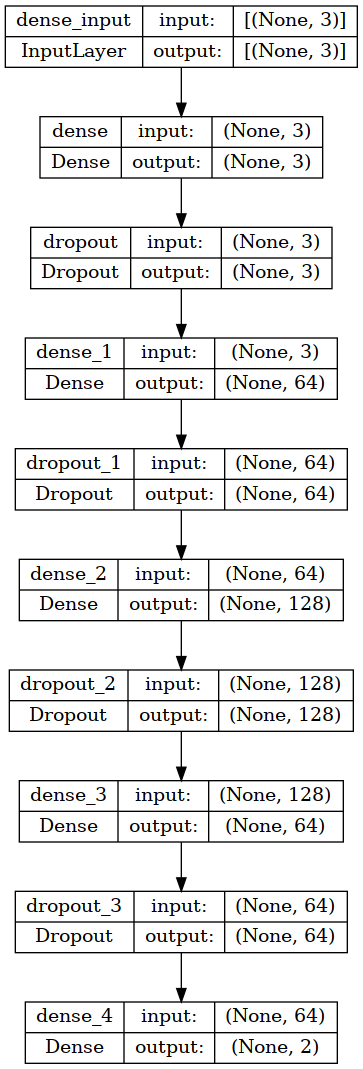 dense_input input: [(None, 3)]
InputLayer output: [(None, 3)]
dense input: (None, 3)
Dense output: (None, 3)
dropout input: (None, 3)
Dropout output: (None, 3)
dense_1 input: (None, 3)
Dense output: (None, 64)
dropout_1 input: (None, 64)
Dropout output: (None, 64)
dense_2 input: (None, 64)
Dense output: (None, 128)
dropout_2 input: (None, 128)
Dropout output: (None, 128)
dense_3 input: (None, 128)
Dense output: (None, 64)
dropout_3 input: (None, 64)
Dropout output: (None, 64)
dense_4 input: (None, 64)
Dense output: (None, 2)